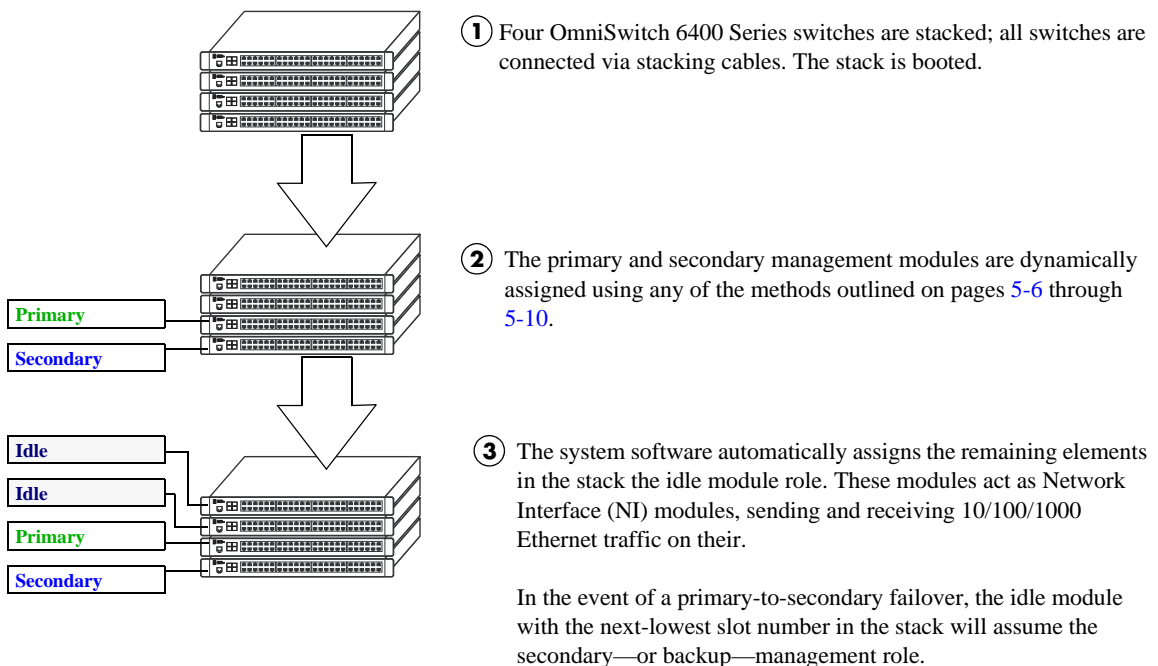 1 Four OmniSwitch 6400 Series switches are stacked; all switches are
connected via stacking cables. The stack is booted.
2 The primary and secondary management modules are dynamically
assigned using any of the methods outlined on pages 5-6 through
5-10.
Primary
Secondary
Idle
Idle
Primary
Secondary
3 The system software automatically assigns the remaining elements
in the stack the idle module role. These modules act as Network
Interface (NI) modules, sending and receiving 10/100/1000
Ethernet traffic on their.
In the event of a primary-to-secondary failover, the idle module
with the next-lowest slot number in the stack will assume the
secondary—or backup—management role.